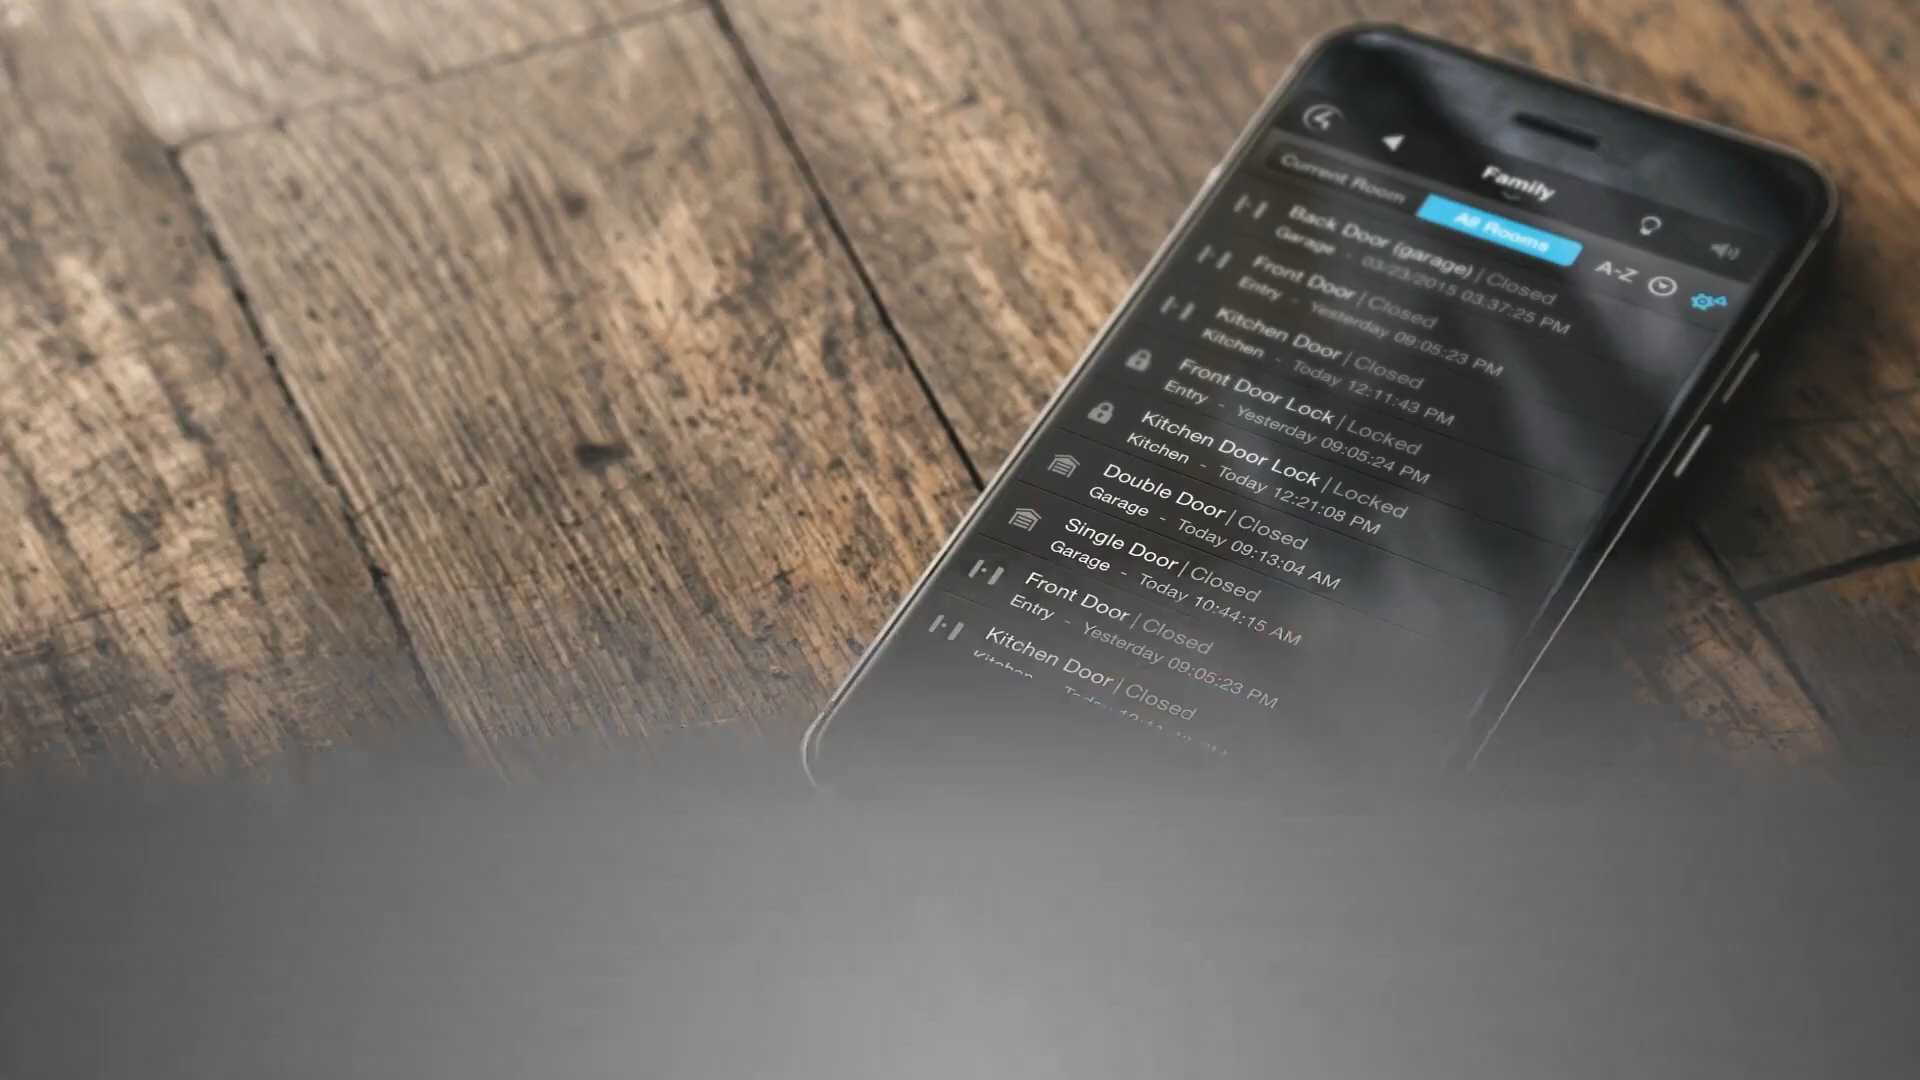 Family
Current Room
All Rooms
A-Z
Back Door (garage) | Closed
Garage - 03/23/2015 03:37:25 PM
Front Door | Closed
Entry - Yesterday 09:05:23 PM
Kitchen Door | Closed
Kitchen - Today 12:11:43 PM
Front Door Lock | Locked
Entry - Yesterday 09:05:24 PM
Kitchen Door Lock | Locked
Kitchen - Today 12:21:08 PM
Double Door | Closed
Garage - Today 09:13:04 AM
Single Door | Closed
Garage - Today 10:44:15 AM
Front Door | Closed
Entry - Yesterday 09:05:23 PM
Kitchen Door | Closed
Kitchen - Today